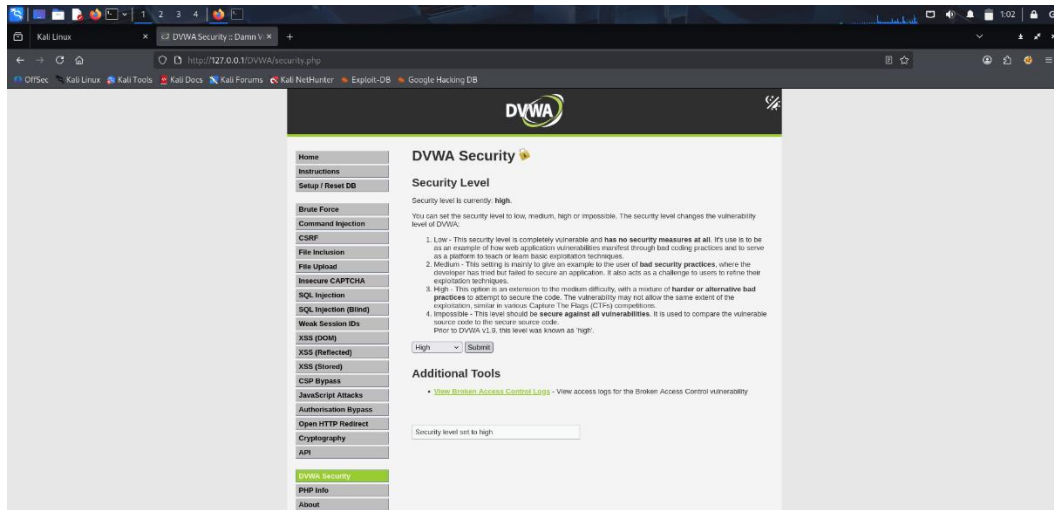 1 2 3 4
1:02
Kali Linux
DVWA Security :: Damn V
http://127.0.0.1/DVWA/security.php
OffSec Kali Linux Kali Tools Kali Docs Kali Forums Kali NetHunter Exploit-DB Google Hacking DB
DVWA
Home
Instructions
Setup / Reset DB
Brute Force
Command Injection
CSRF
File Inclusion
File Upload
Insecure CAPTCHA
SQL Injection
SQL Injection (Blind)
Weak Session IDs
XSS (DOM)
XSS (Reflected)
XSS (Stored)
CSP Bypass
JavaScript Attacks
Authorisation Bypass
Open HTTP Redirect
Cryptography
API
DVWA Security
PHP Info
About
DVWA Security
Security Level
Security level is currently: high.
You can set the security level to low, medium, high or impossible. The security level changes the vulnerability
level of DVWA:
1. Low - This security level is completely vulnerable and has no security measures at all. It's use is to be
as an example of how web application vulnerabilities manifest through bad coding practices and to serve
as a platform to teach or learn basic exploitation techniques.
2. Medium - This setting is mainly to give an example to the user of bad security practices, where the
developer has tried but failed to secure an application. It also acts as a challenge to users to refine their
exploitation techniques.
3. High - This option is an extension to the medium difficulty, with a mixture of harder or alternative bad
practices to attempt to secure the code. The vulnerability may not allow the same extent of the
exploitation, similar in various Capture The Flags (CTFs) competitions.
4. Impossible - This level should be secure against all vulnerabilities. It is used to compare the vulnerable
source code to the secure source code.
Prior to DVWA v1.9, this level was known as 'high'.
High Submit
Additional Tools
• View Broken Access Control Logs - View access logs for the Broken Access Control vulnerability
Security level set to high